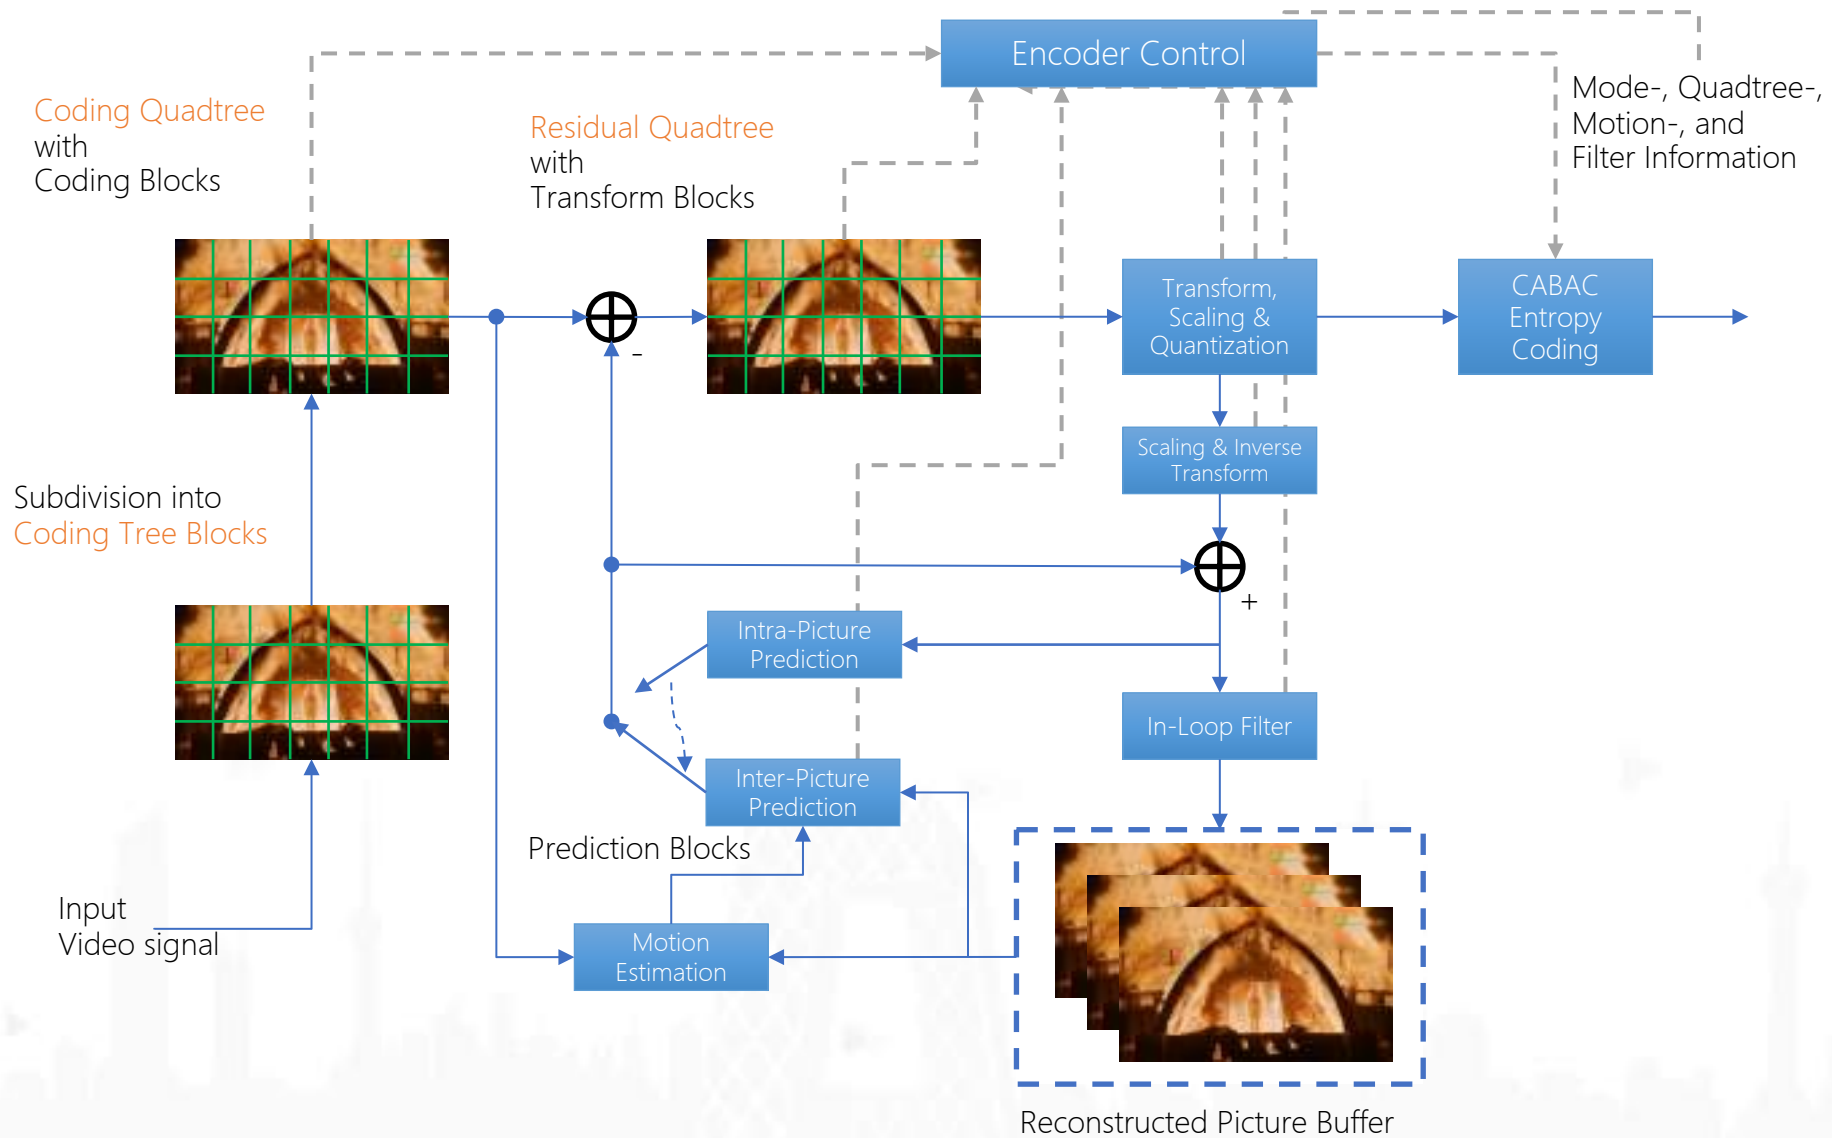 Encoder Control
Mode-, Quadtree-,
Motion-, and
Filter Information
Coding Quadtree
with
Coding Blocks
Residual Quadtree
with
Transform Blocks
-
Transform,
Scaling &
Quantization
CABAC
Entropy
Coding
Scaling & Inverse
Transform
Subdivision into
Coding Tree Blocks
+
Intra-Picture
Prediction
In-Loop Filter
Inter-Picture
Prediction
Prediction Blocks
Input
Video signal
Motion
Estimation
Reconstructed Picture Buffer